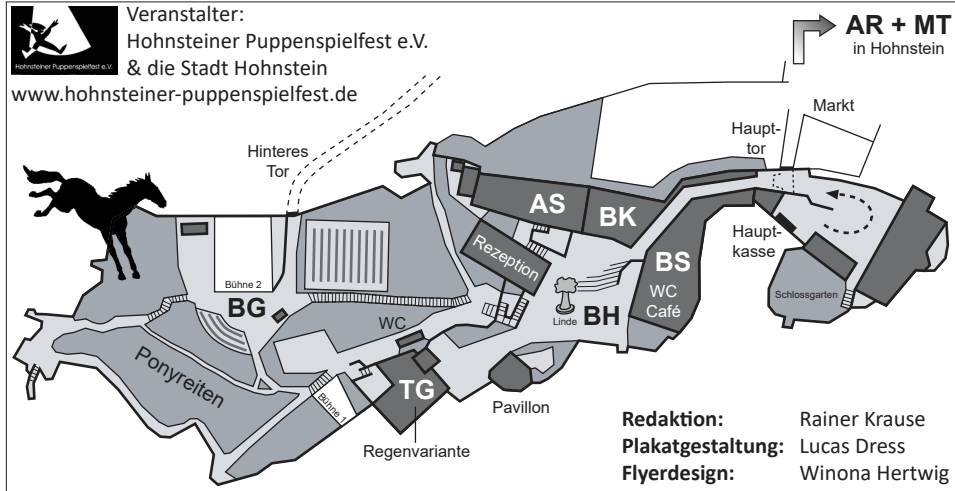 Veranstalter:
Hohnsteiner Puppenspielfest e.V.
& die Stadt Hohnstein
www.hohnsteiner-puppenspielfest.de
Hohnsteiner Puppenspielfest e.V.
AR + MT
in Hohnstein
Markt
Haupt-
tor
Hinteres
Tor
AS
BK
Rezeption
Haupt-
kasse
BS
WC
Café
Schlossgarten
Bühne 2
BG
Linde
BH
WC
Ponyreiten
TG
Bühne 1
Pavillon
Regenvariante
Redaktion: Rainer Krause
Plakatgestaltung: Lucas Dress
Flyerdesign: Winona Hertwig